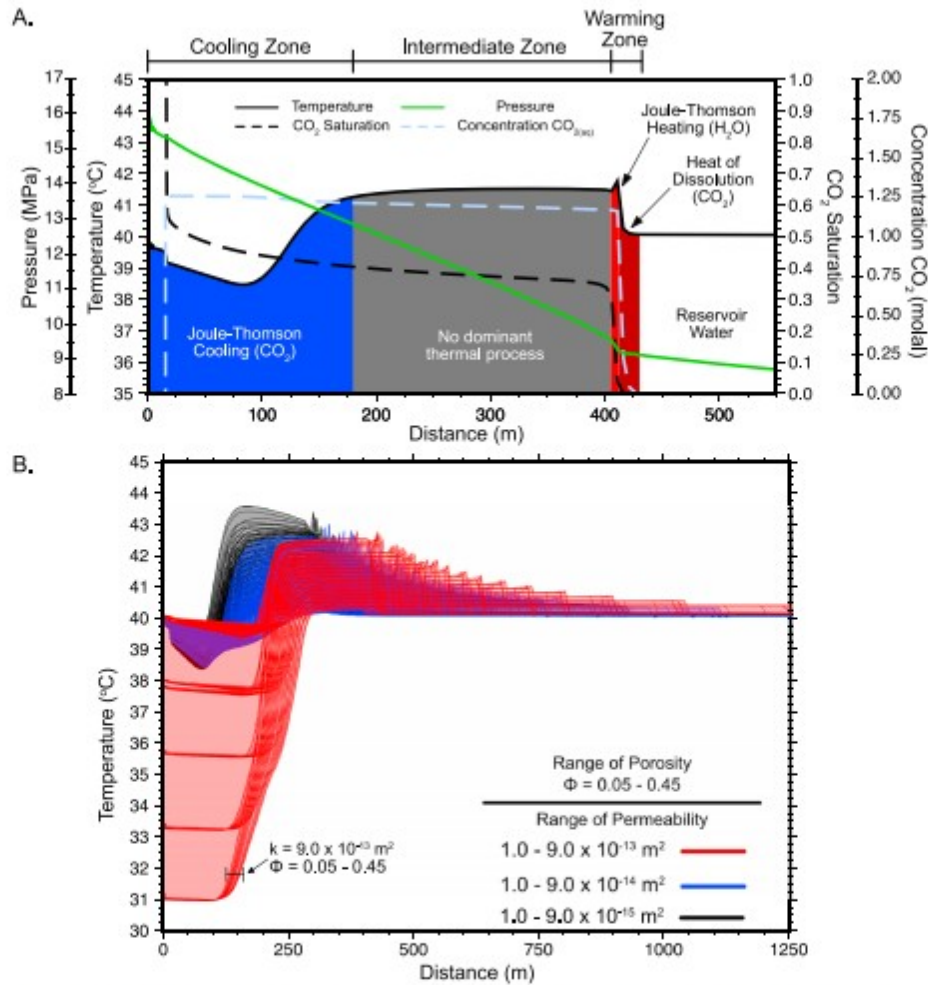 A.
Cooling Zone
Intermediate Zone
Warming
Zone
Pressure (MPa)
17
16
15
14
13
12
11
10
9
8
Temperature (°C)
45
44
43
42
41
40
39
38
37
36
35
Temperature
Pressure
CO2 Saturation
Concentration CO2(aq)
Joule-Thomson
Heating (H2O)
Heat of
Dissolution
(CO2)
Joule-Thomson
Cooling (CO2)
No dominant
thermal process
Reservoir
Water
1.0
0.9
0.8
0.7
0.6
0.5
0.4
0.3
0.2
0.1
0.0
CO2 Saturation
2.00
1.75
1.50
1.25
1.00
0.75
0.50
0.25
0.00
Concentration CO2 (molal)
0 100 200 300 400 500
Distance (m)
B.
Temperature (°C)
45
44
43
42
41
40
39
38
37
36
35
34
33
32
31
30
k = 9.0 x 10-13 m2
Φ = 0.05 - 0.45
Range of Porosity
Φ = 0.05 - 0.45
Range of Permeability
1.0 - 9.0 x 10-13 m2
1.0 - 9.0 x 10-14 m2
1.0 - 9.0 x 10-15 m2
0 250 500 750 1000 1250
Distance (m)